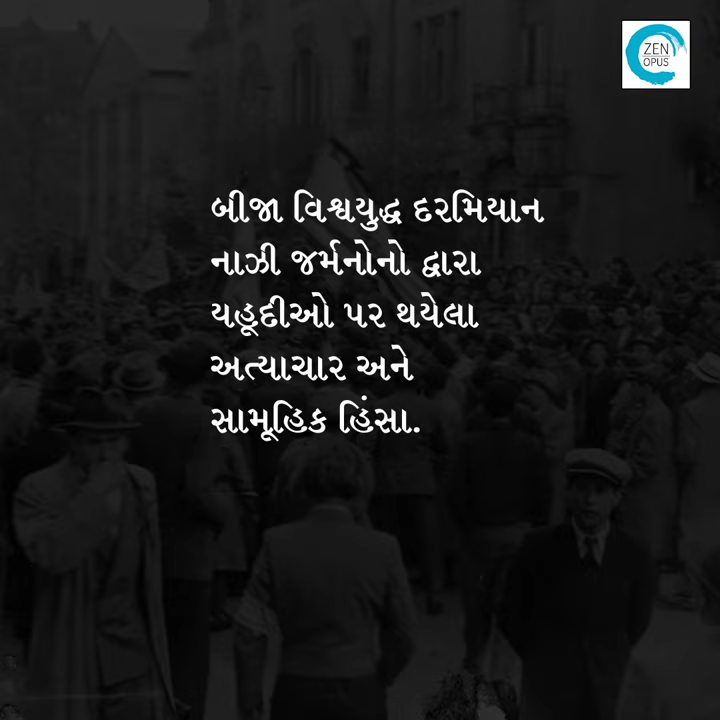 ZEN
OPUS
બીજા વિશ્વયુદ્ધ દરમિયાન
નાઝી જર્મનોનો દ્વારા
યહૂદીઓ પર થયેલા
અત્યાચાર અને
સામૂહિક હિંસા.